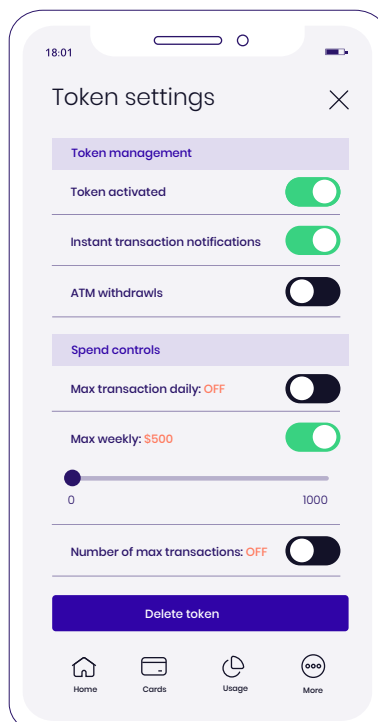 18:01
Token settings
Token management
Token activated
Instant transaction notifications
ATM withdrawls
Spend controls
Max transaction daily: OFF
Max weekly: $500
0 1000
Number of max transactions: OFF
Delete token
Home Cards Usage More